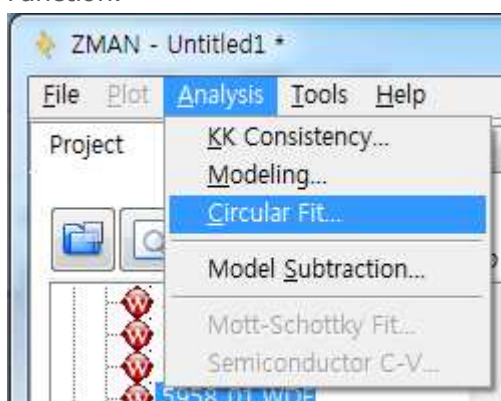 ZMAN - Untitled1 *
File Plot Analysis Tools Help
Project
KK Consistency...
Modeling...
Circular Fit...
Model Subtraction...
Mott-Schottky Fit...
Semiconductor C-V...
5958_01.WDF